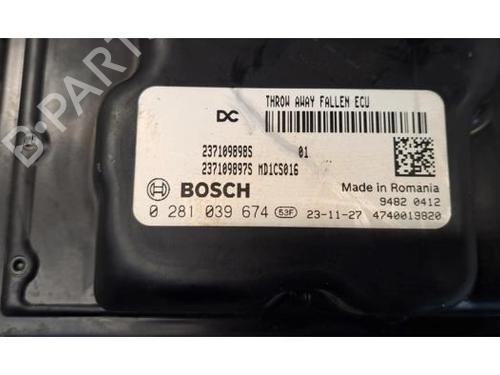 B-PARTS
DC
THROW AWAY FALLEN ECU
237109898S 01
237109897S MD1CS016
BOSCH
Made in Romania
9482 0412
0 281 039 674 53F 23-11-27 4740019820